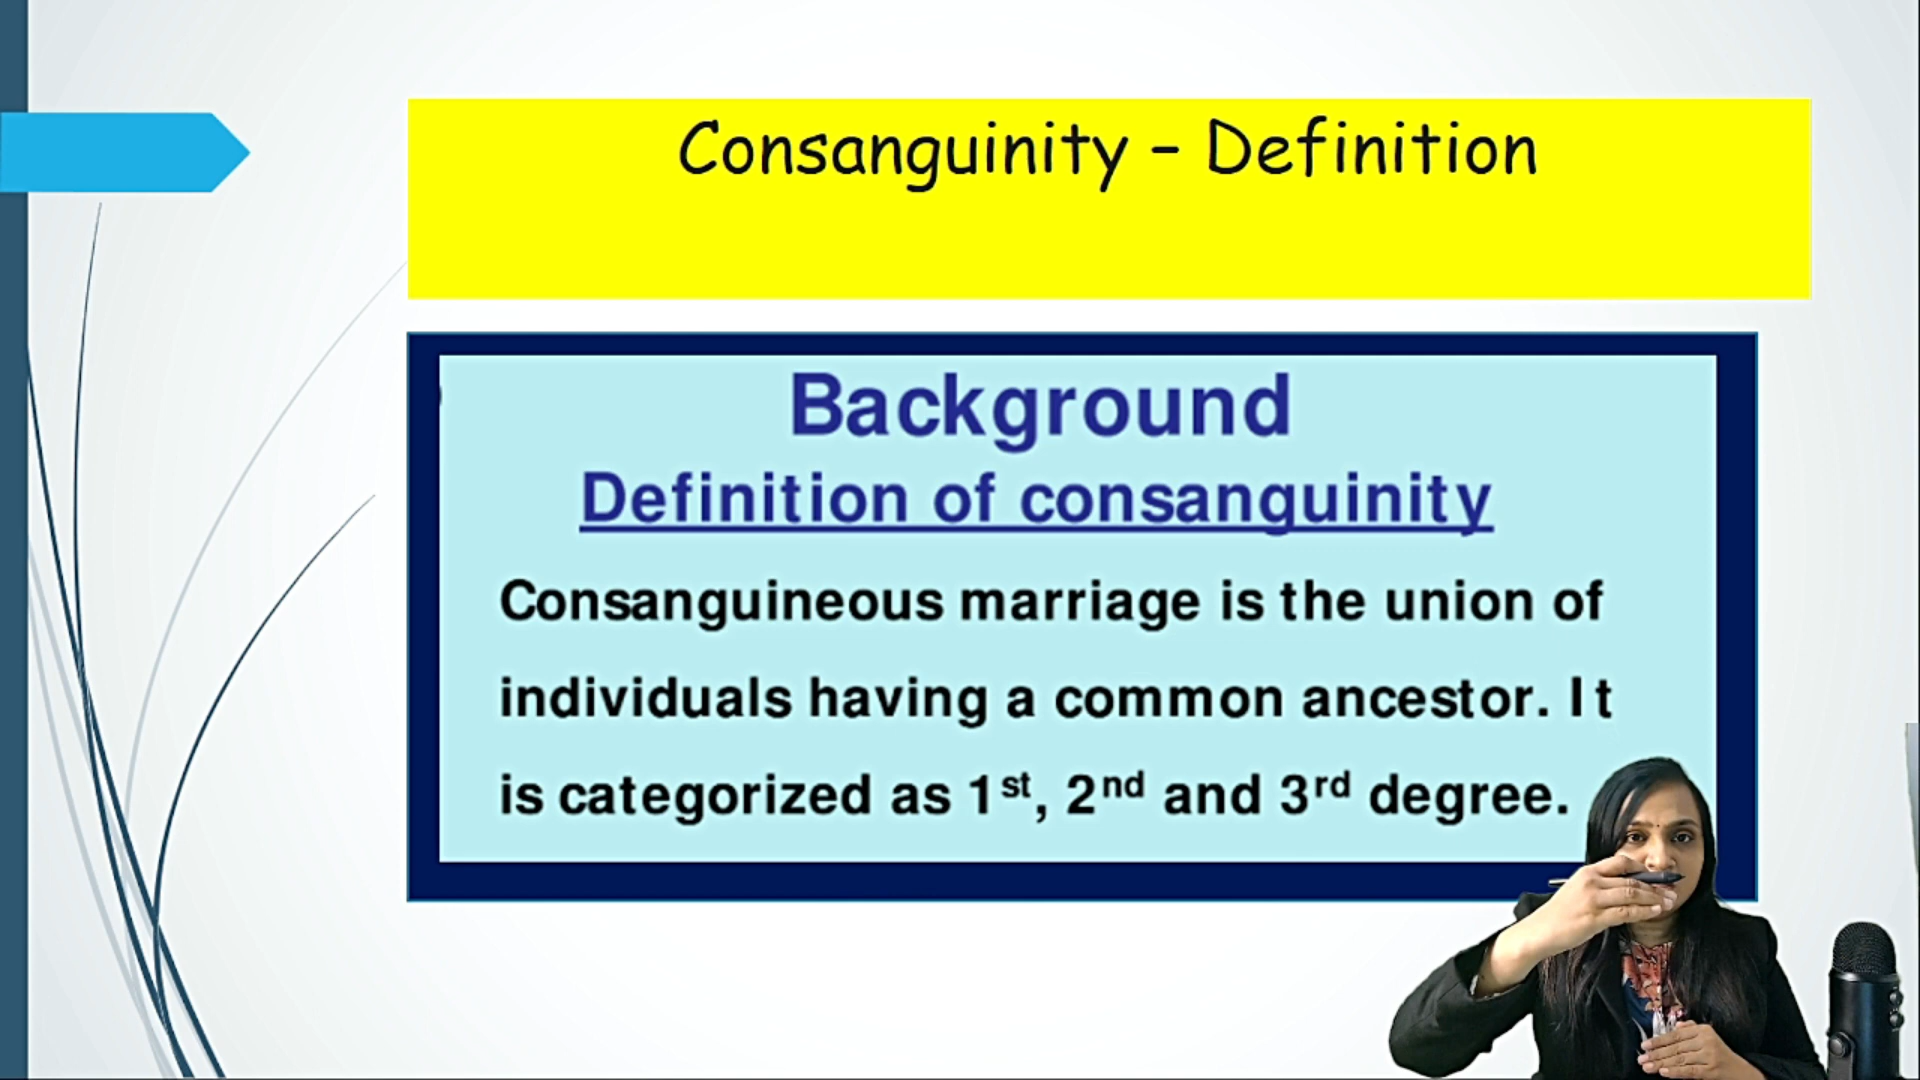 Consanguinity – Definition
Background
Definition of consanguinity
Consanguineous marriage is the union of
individuals having a common ancestor. It
is categorized as 1st, 2nd and 3rd degree.